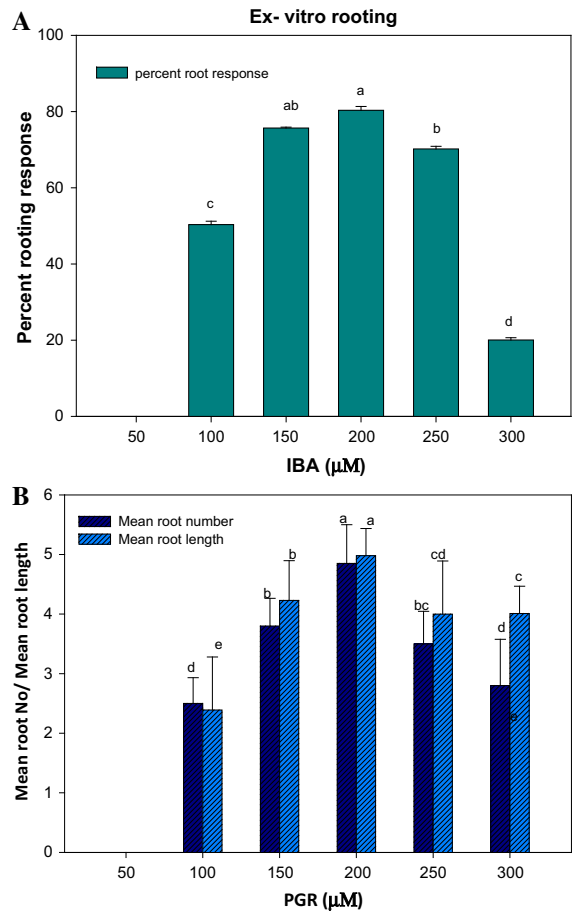 A
Ex- vitro rooting
Percent rooting response
100
80
60
40
20
0
percent root response
c
ab
a
b
d
50 100 150 200 250 300
IBA (µM)
B
Mean root No/ Mean root length
6
5
4
3
2
1
0
Mean root number
Mean root length
d e b b a a bc cd d c
50 100 150 200 250 300
PGR (µM)